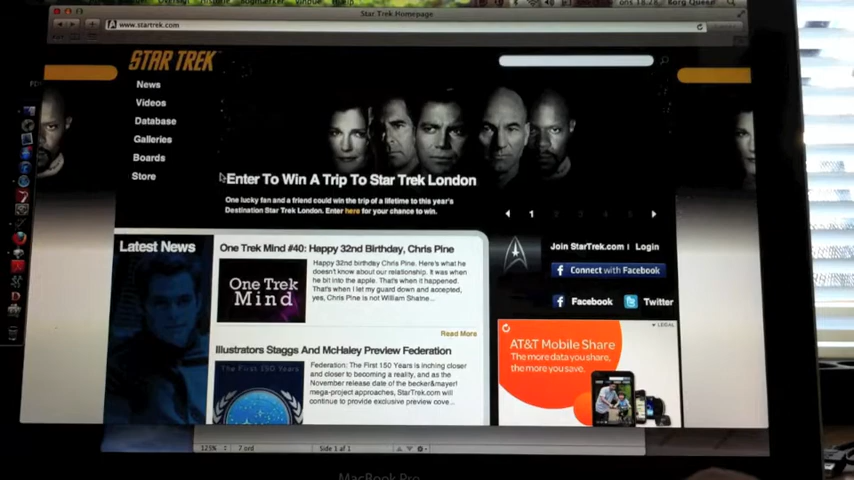 Star Trek Homepage
www.startrek.com
STAR TREK
News
Videos
Database
Galleries
Boards
Store
Enter To Win A Trip To Star Trek London
One lucky fan and a friend could win the trip of a lifetime to this year's
Destination Star Trek London. Enter here for your chance to win.
1
Latest News
One Trek Mind #40: Happy 32nd Birthday, Chris Pine
Happy 32nd birthday Chris Pine. Here's what he
doesn't know about our relationship. It was when
he bit into the apple. That's when it happened.
That's when I let my guard down and accepted,
yes, Chris Pine is not William Shatne...
One Trek
Mind
Read More
Illustrators Staggs And McHaley Preview Federation
The First 150 Years
Federation: The First 150 Years is inching closer
and closer to becoming a reality, and as the
November release date of the becker&mayer!
mega-project approaches, StarTrek.com will
continue to provide exclusive preview cove...
Join StarTrek.com | Login
Connect with Facebook
Facebook
Twitter
LEGAL
AT&T Mobile Share
The more data you share,
the more you save.
125%
7 ord
Side 1 af 1
MacBook Pro